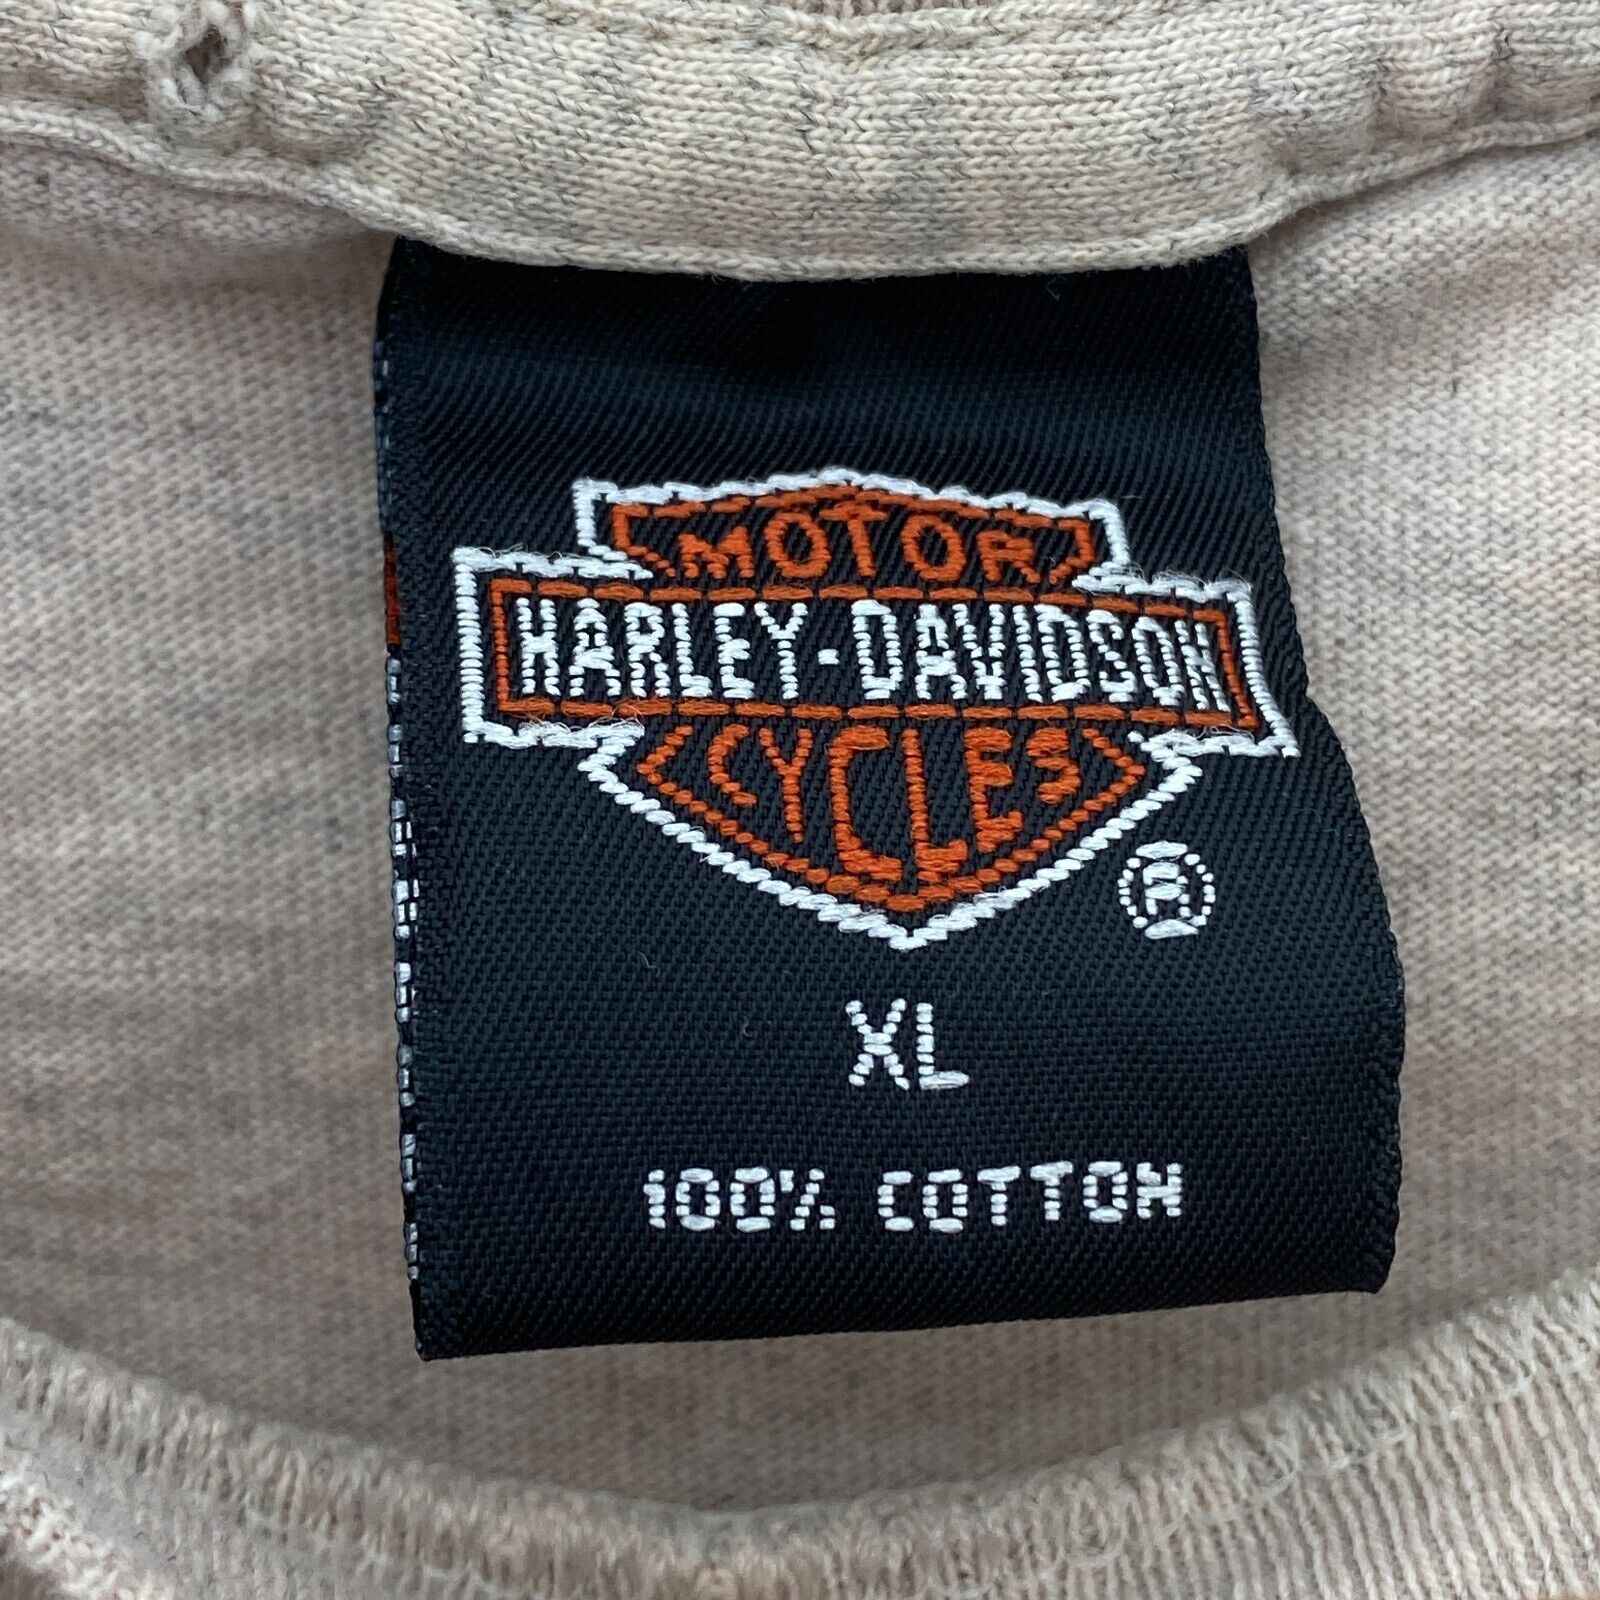 MOTOR
HARLEY-DAVIDSON
CYCLES
®
XL
100% COTTON